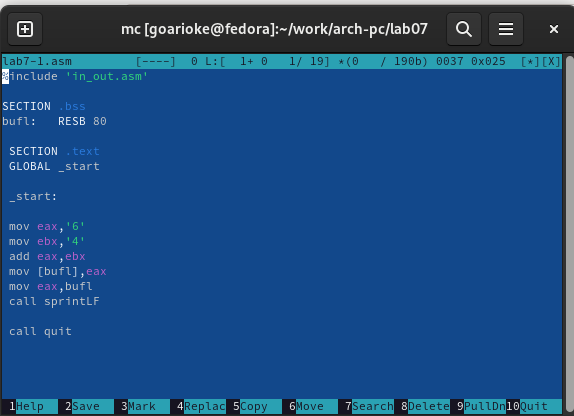 mc [goarioke@fedora]:~/work/arch-pc/lab07
lab7-1.asm [----] 0 L:[ 1+ 0 1/ 19] *(0 / 190b) 0037 0x025 [*][X]
%include 'in_out.asm'
SECTION .bss
bufl: RESB 80
SECTION .text
GLOBAL _start
_start:
mov eax,'6'
mov ebx,'4'
add eax,ebx
mov [bufl],eax
mov eax,bufl
call sprintLF
call quit
1Help 2Save 3Mark 4Replac 5Copy 6Move 7Search 8Delete 9PullDn 10Quit